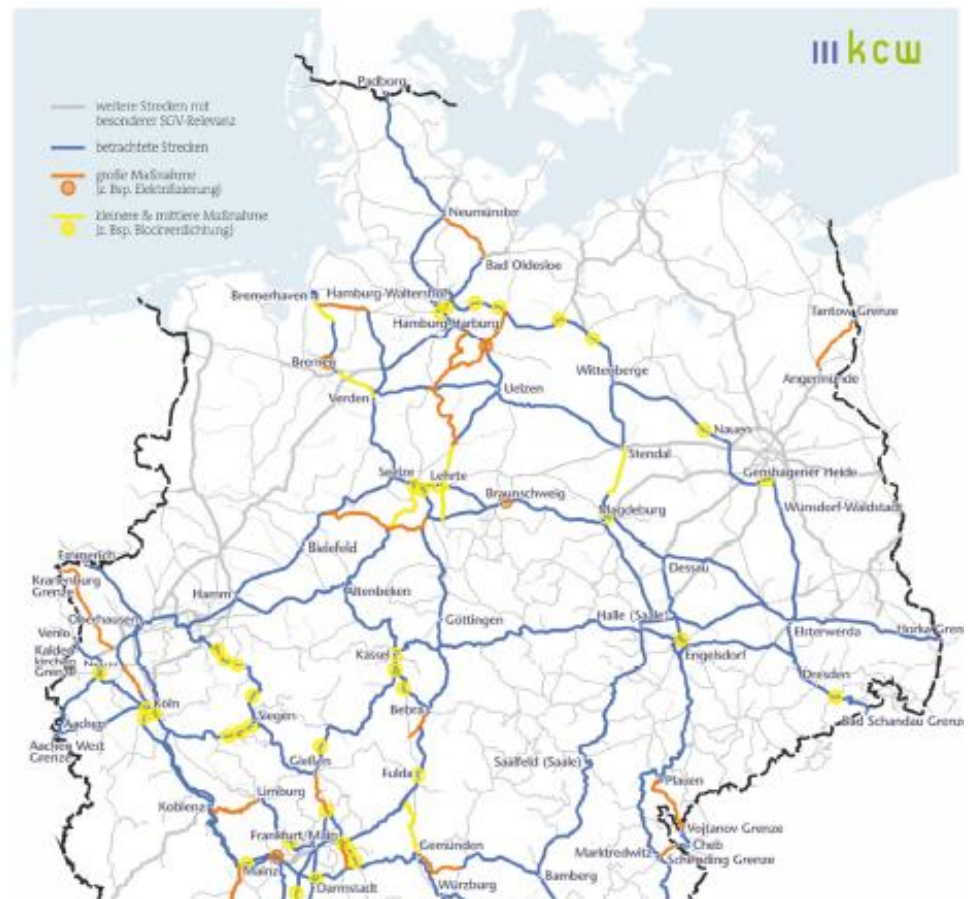 kcw
Padborg
weitere Strecken mit
besonderer SGV-Relevanz
betrachtete Strecken
große Maßnahme
(z. Bsp. Elektrifizierung)
kleinere & mittlere Maßnahme
(z. Bsp. Blockverdichtung)
Neumünster
Bad Oldesloe
Bremerhaven
Hamburg-Waltershof
Hamburg-Harburg
Tantow Grenze
Bremen
Wittenberge
Angermünde
Verden
Uelzen
Nauen
Stendal
Seelze
Lehrte
Genshagener Heide
Braunschweig
Magdeburg
Wünsdorf-Waldstadt
Bielefeld
Emmerich
Kranenburg
Grenze
Dessau
Hamm
Altenbeken
Oberhausen
Göttingen
Halle (Saale)
Venlo
Elsterwerda
Horka Grenze
Kalden
kirchen
Grenze
Kassel
Engelsdorf
Dresden
Köln
Bebra
Siegen
Aachen
Bad Schandau Grenze
Aachen West
Grenze
Gießen
Saalfeld (Saale)
Fulda
Plauen
Limburg
Koblenz
Vojtanov Grenze
Frankfurt/Main
Cheb
Gemünden
Marktredwitz
Schirnding Grenze
Mainz
Bamberg
Darmstadt
Würzburg